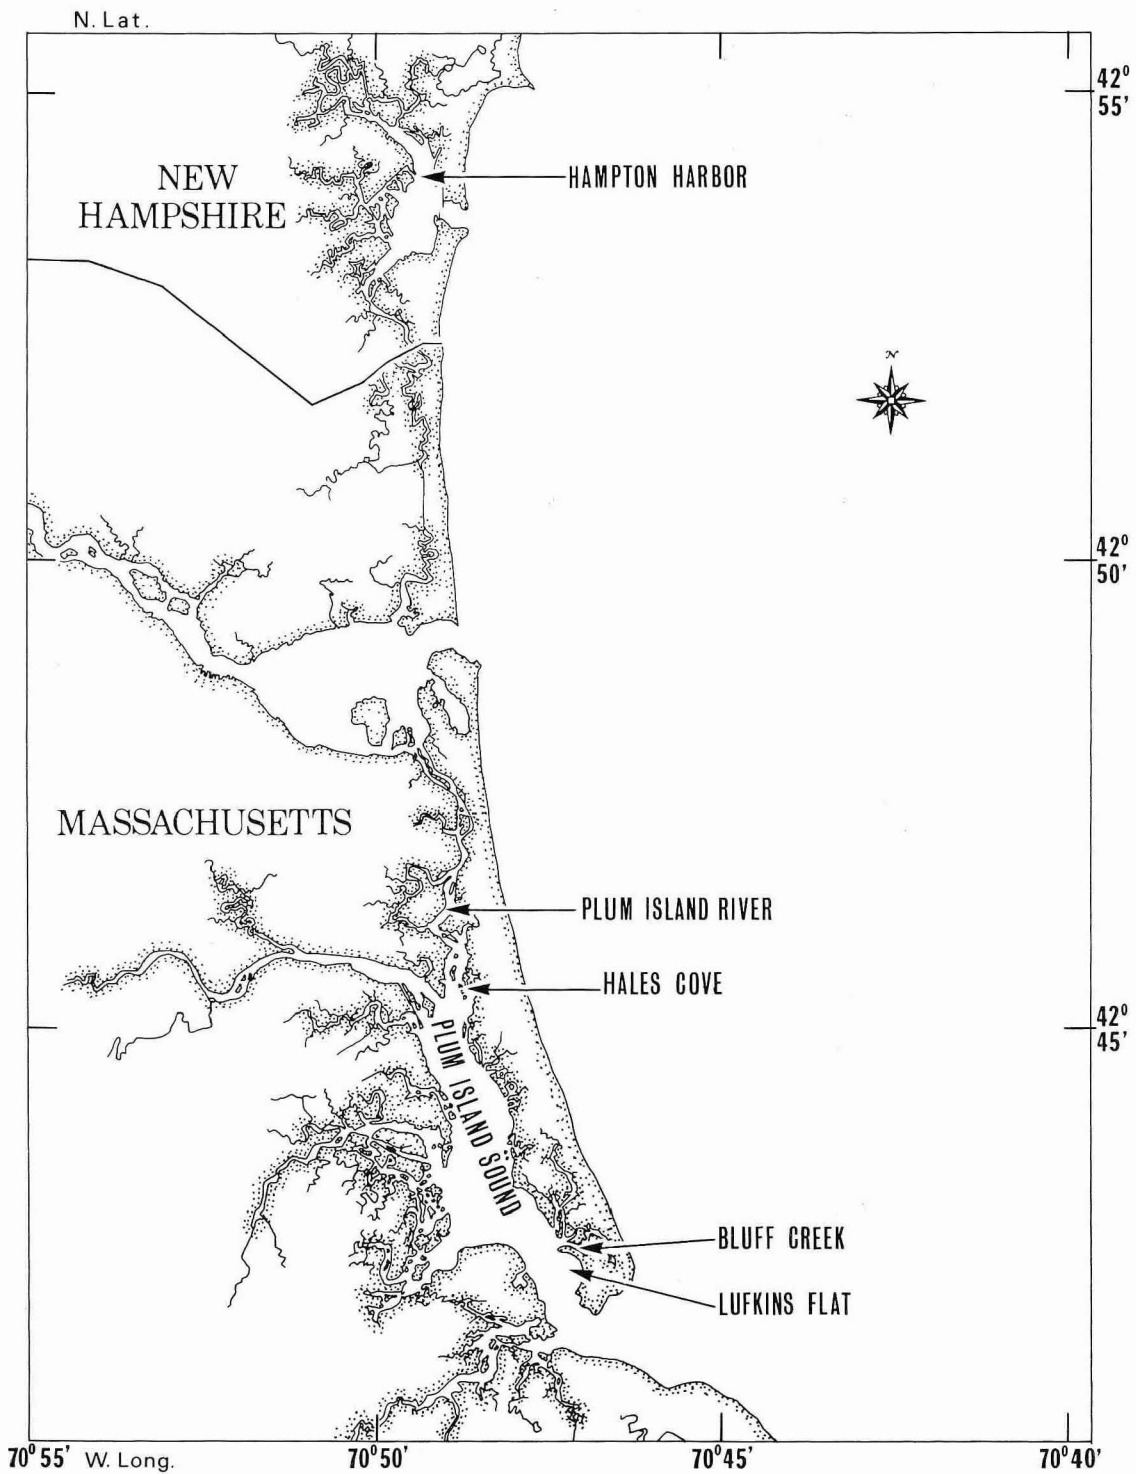 N. Lat.
42°
55'
NEW
HAMPSHIRE
HAMPTON HARBOR
N
42°
50'
MASSACHUSETTS
PLUM ISLAND RIVER
HALES COVE
42°
45'
PLUM ISLAND SOUND
BLUFF CREEK
LUFKINS FLAT
70°55' W. Long.
70°50'
70°45'
70°40'